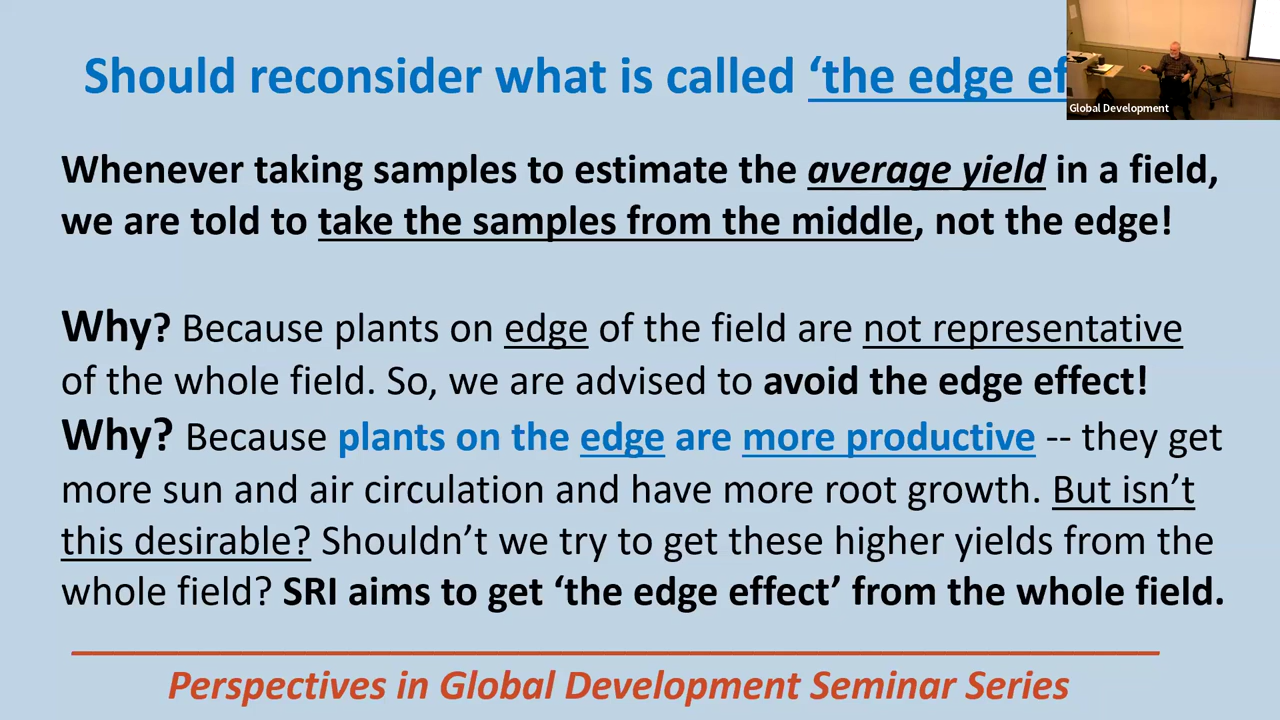 Should reconsider what is called ‘the edge ef
Global Development
Whenever taking samples to estimate the average yield in a field,
we are told to take the samples from the middle, not the edge!
Why? Because plants on edge of the field are not representative
of the whole field. So, we are advised to avoid the edge effect!
Why? Because plants on the edge are more productive -- they get
more sun and air circulation and have more root growth. But isn’t
this desirable? Shouldn’t we try to get these higher yields from the
whole field? SRI aims to get ‘the edge effect’ from the whole field.
Perspectives in Global Development Seminar Series